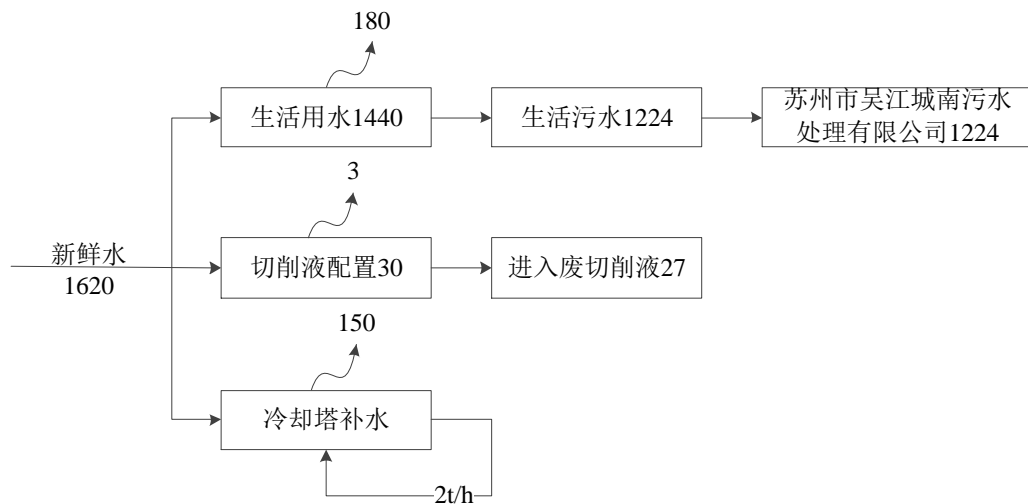 180
生活用水1440
生活污水1224
苏州市吴江城南污水
处理有限公司1224
3
新鲜水
1620
切削液配置30
进入废切削液27
150
冷却塔补水
2t/h